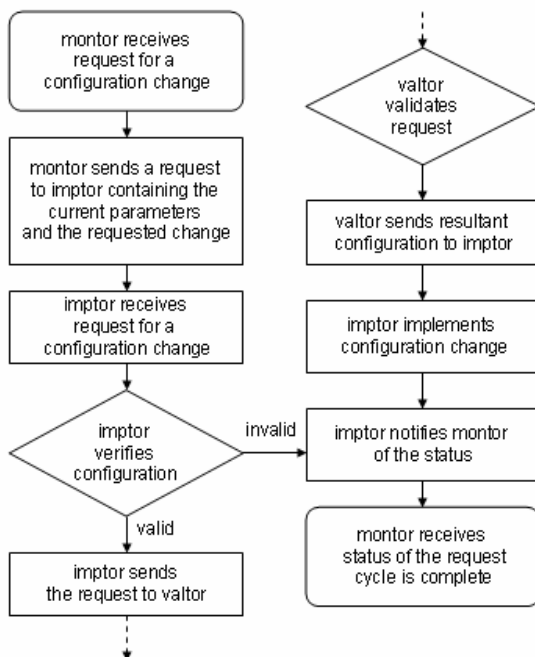 montor receives
request for a
configuration change
montor sends a request
to imptor containing the
current parameters
and the requested change
imptor receives
request for a
configuration change
imptor
verifies
configuration
invalid
valid
imptor sends
the request to valtor
valtor
validates
request
valtor sends resultant
configuration to imptor
imptor implements
configuration change
imptor notifies montor
of the status
montor receives
status of the request
cycle is complete